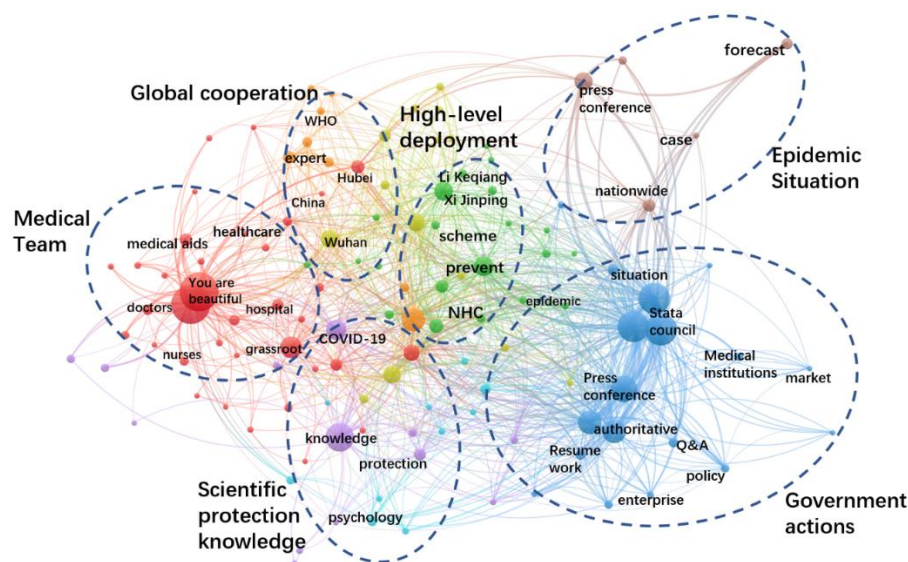 forecast
Global cooperation
press
conference
WHO
High-level
deployment
case
expert
Epidemic
Situation
Hubei
Li Keqiang
Xi Jinping
nationwide
China
Medical
Team
healthcare
scheme
medical aids
Wuhan
prevent
situation
You are
beautiful
doctors
hospital
NHC
epidemic
Stata
council
COVID-19
nurses
grassroot
Medical
institutions
market
Press
conference
knowledge
authoritative
protection
Q&A
Resume
work
policy
Scientific
protection
knowledge
psychology
enterprise
Government
actions